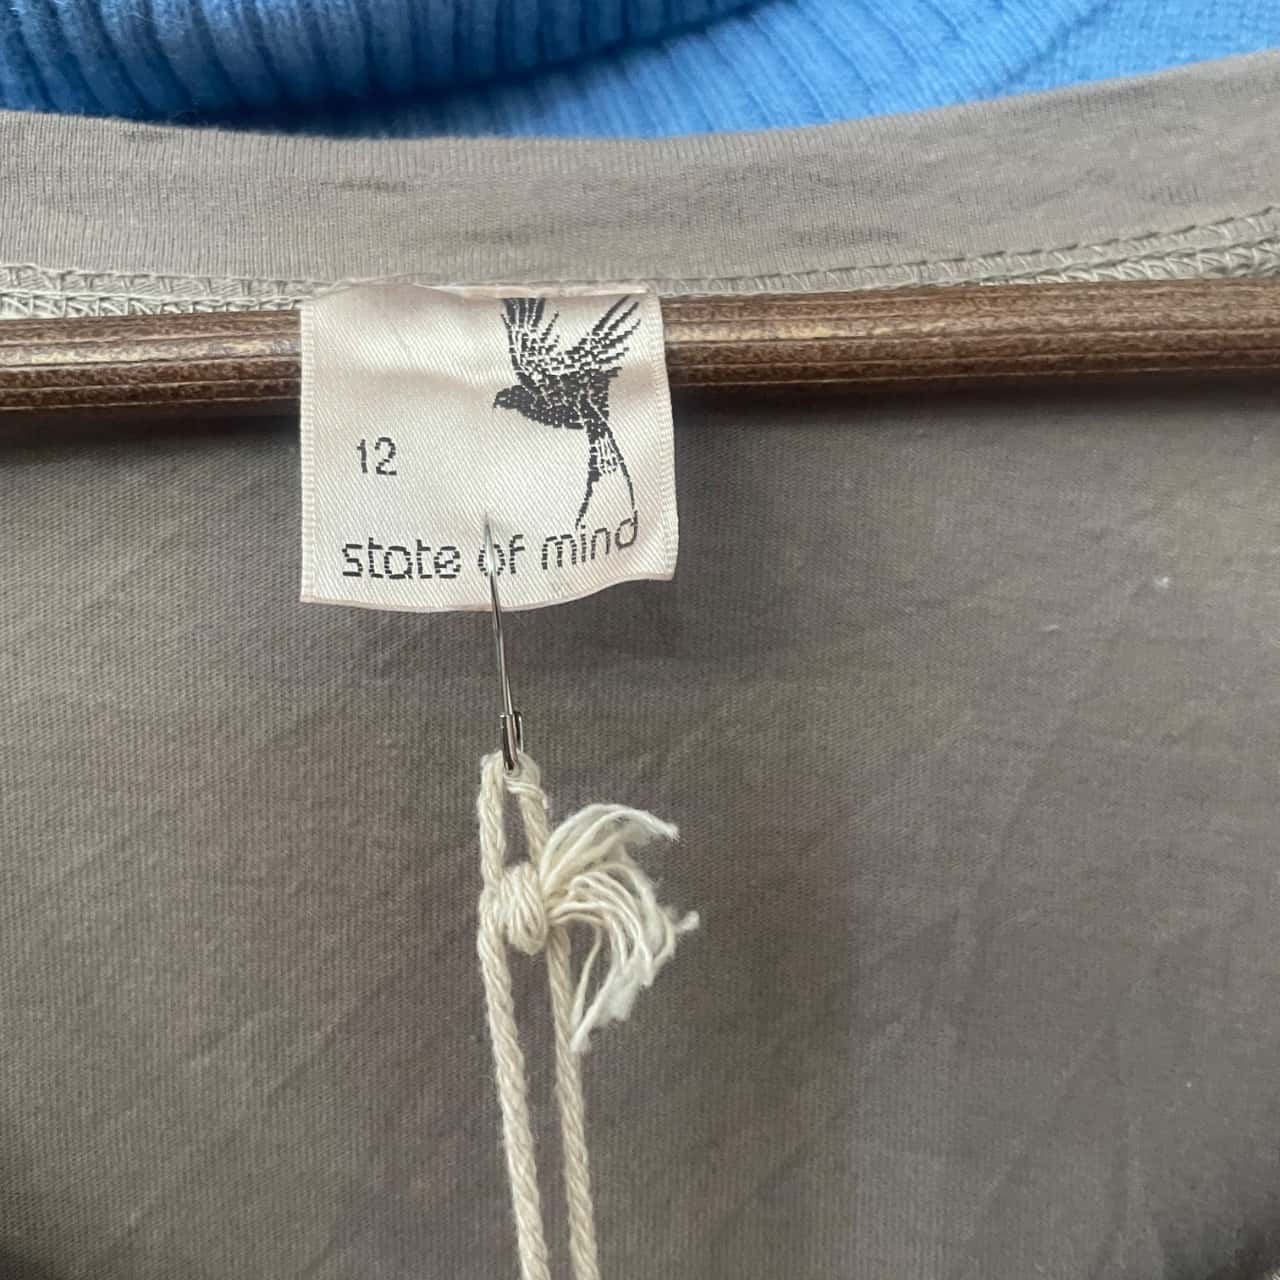 12
state of mind